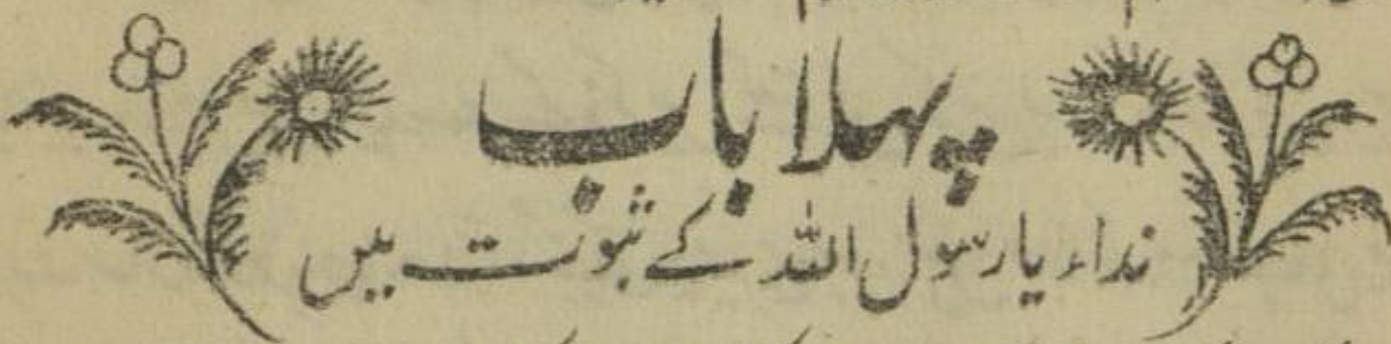 پہلا باب
نداء یا رسول اللہ کے ثبوت میں